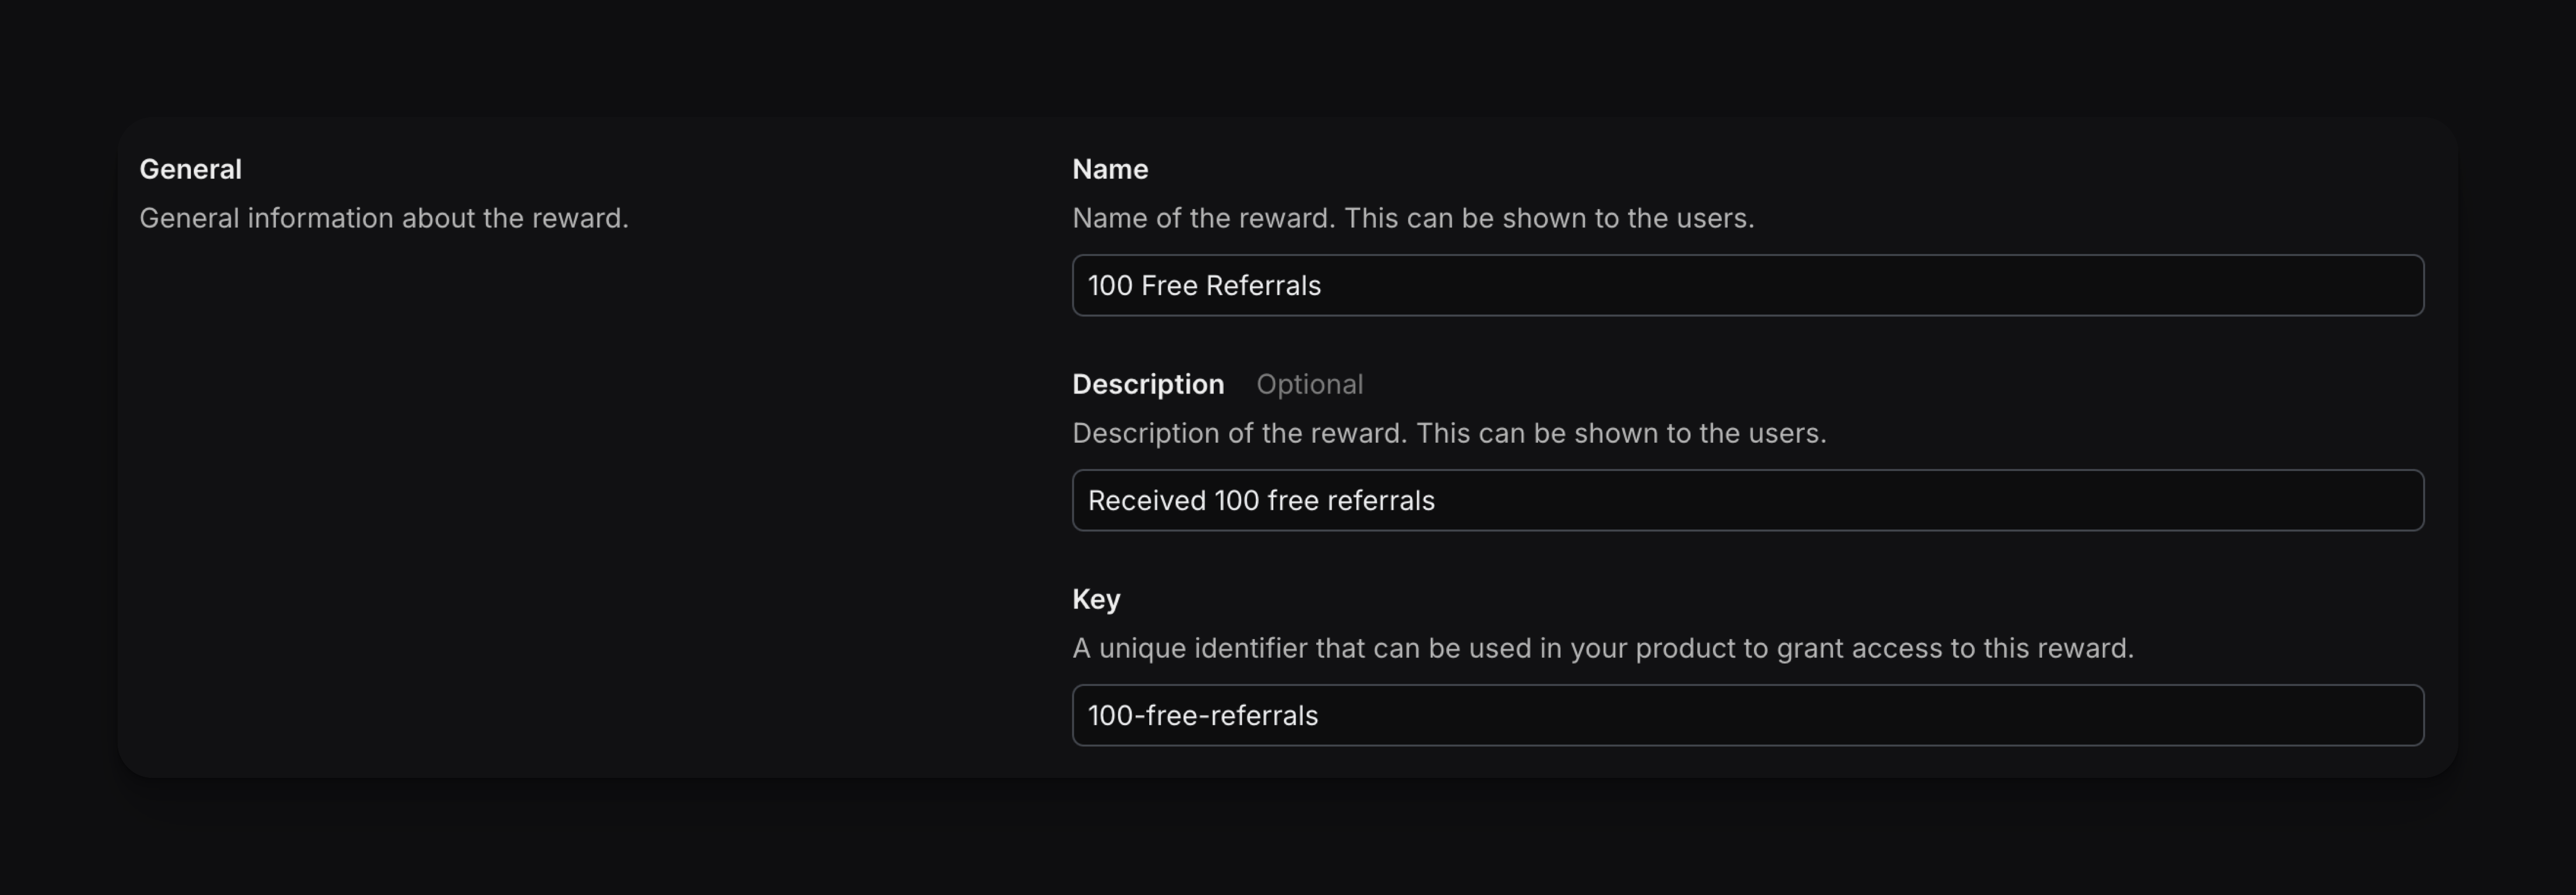 General
General information about the reward.
Name
Name of the reward. This can be shown to the users.
100 Free Referrals
Description Optional
Description of the reward. This can be shown to the users.
Received 100 free referrals
Key
A unique identifier that can be used in your product to grant access to this reward.
100-free-referrals